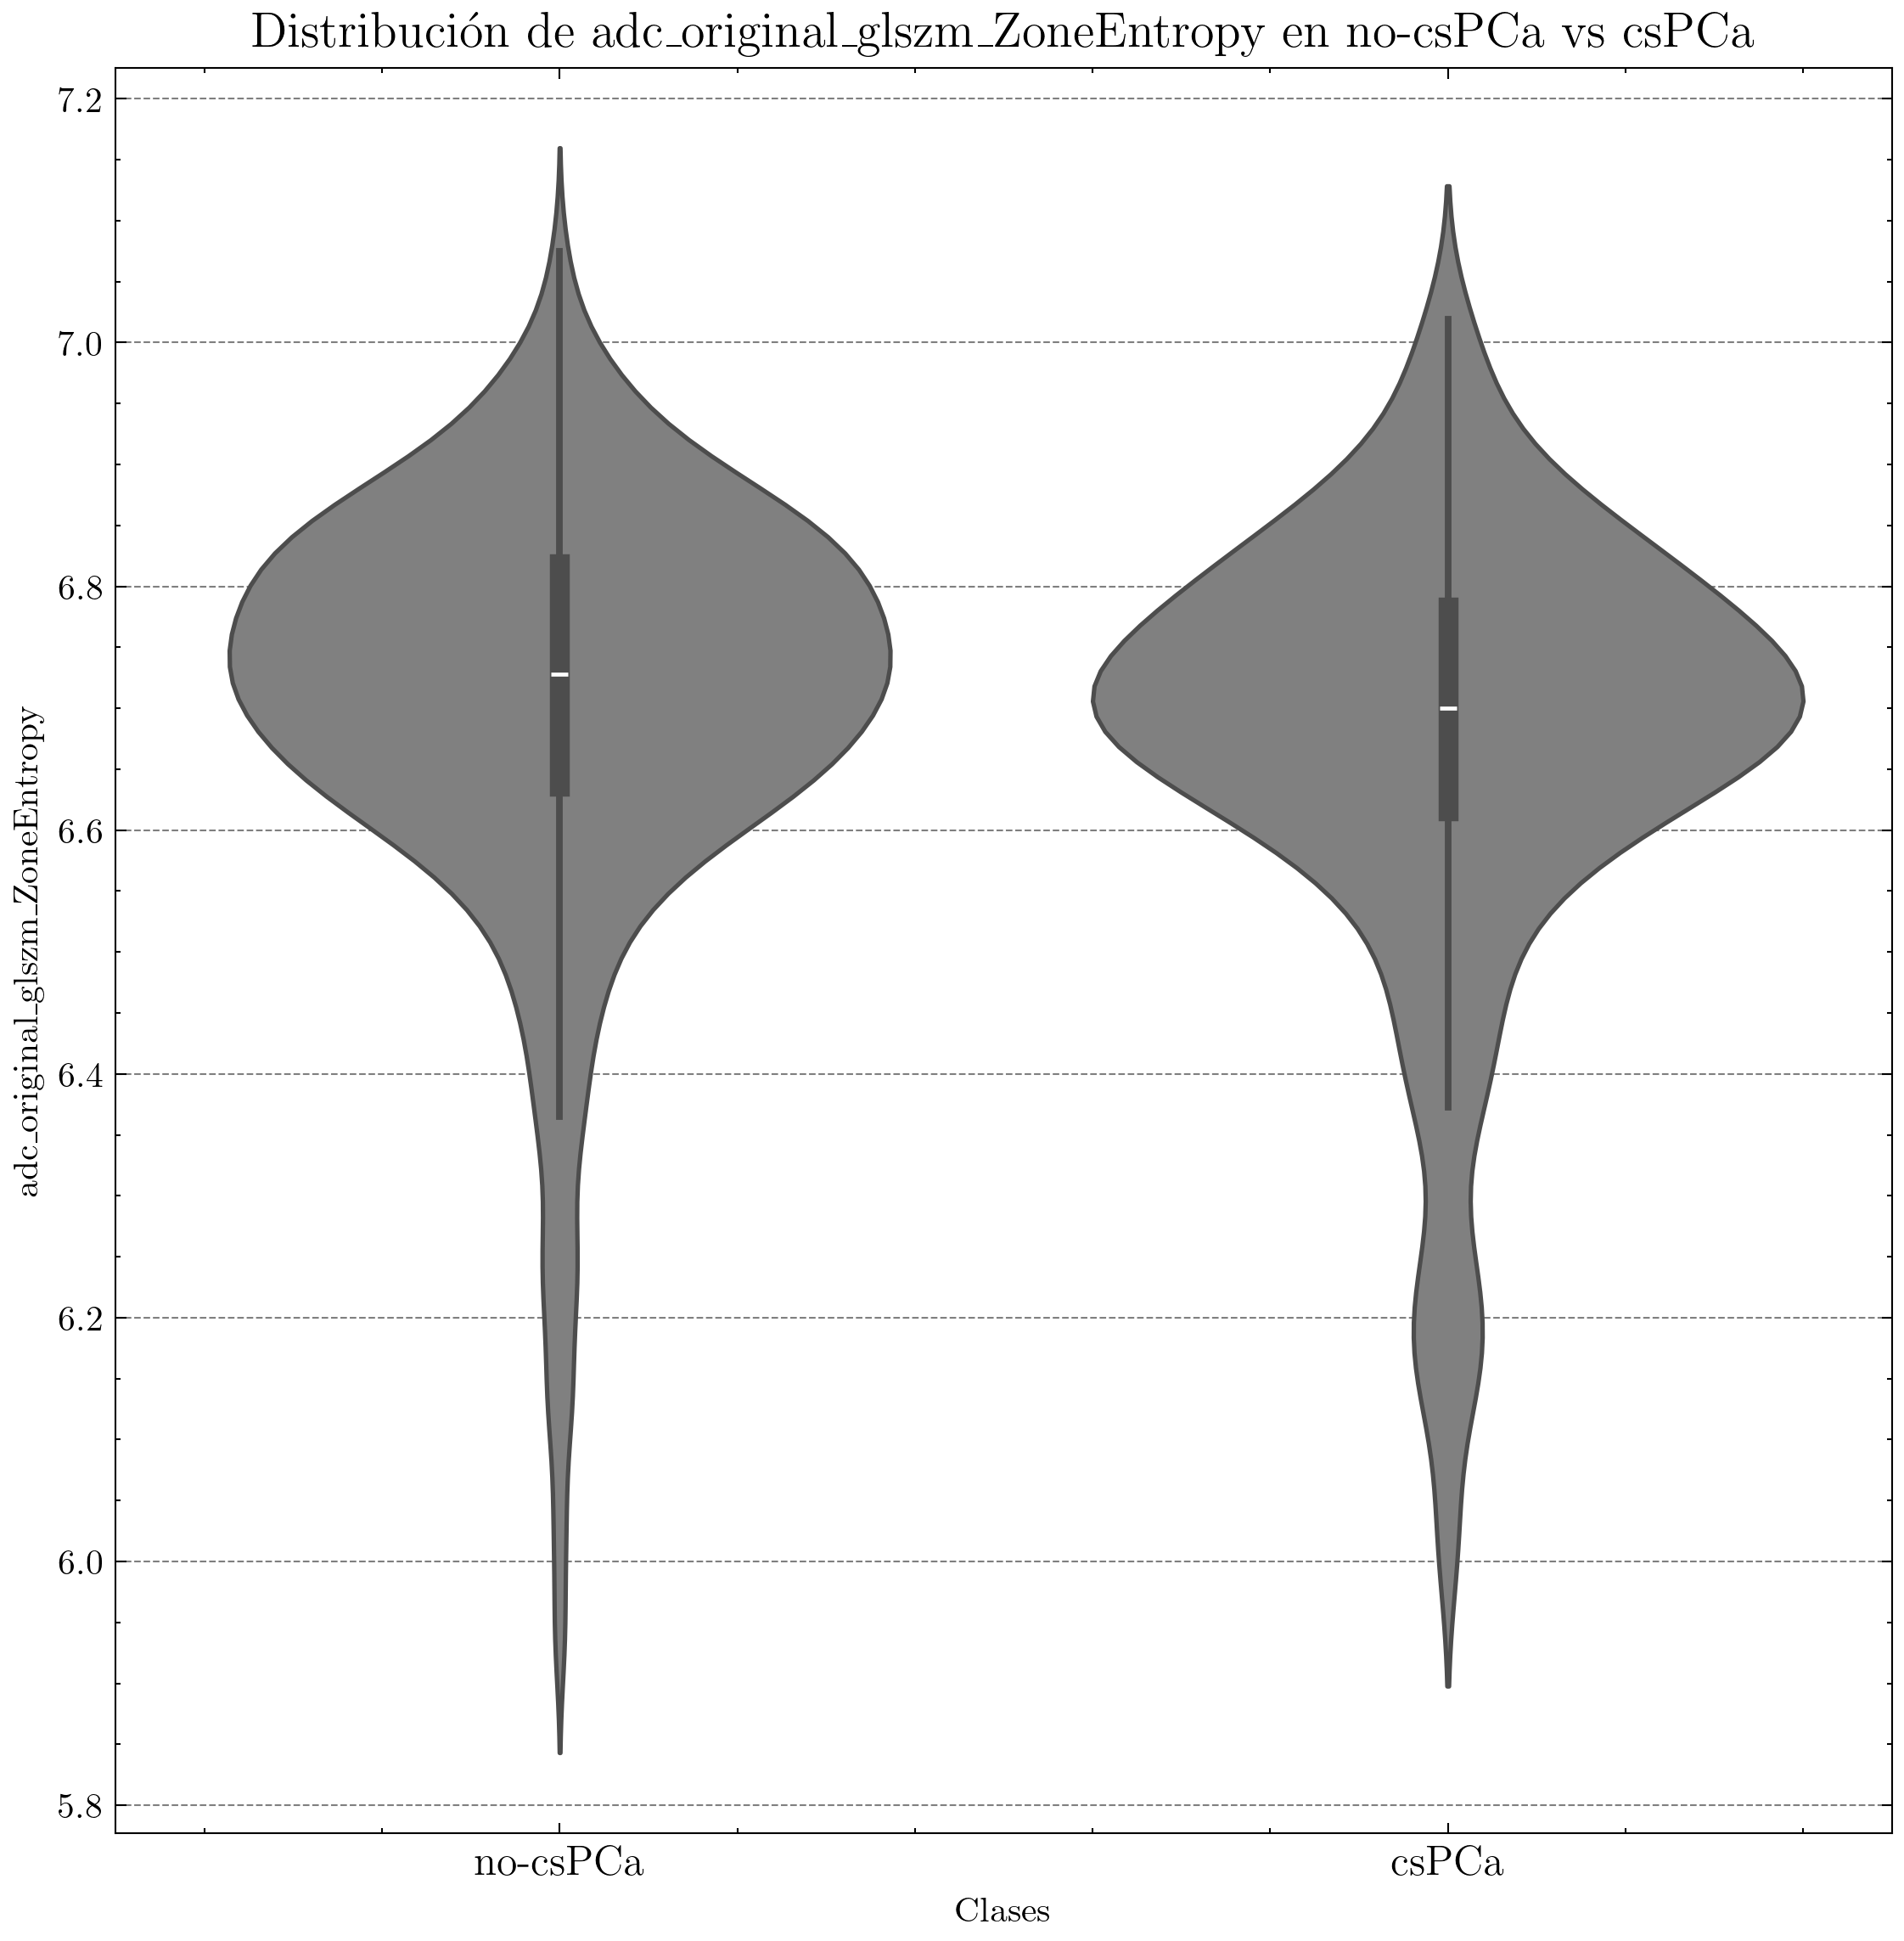 Distribución de adc_original_glszm_ZoneEntropy en no-csPCa vs csPCa
7.2
7.0
6.8
6.6
6.4
6.2
6.0
5.8
adc_original_glszm_ZoneEntropy
no-csPCa
csPCa
Clases